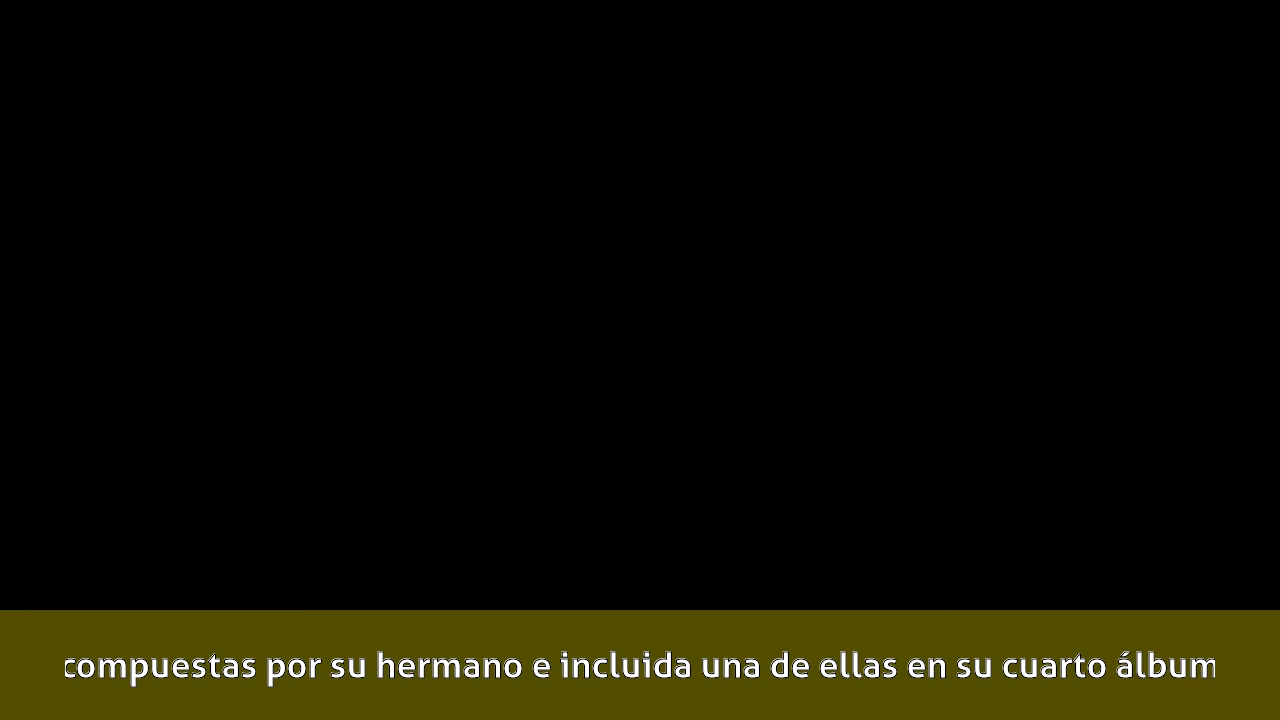 compuestas por su hermano e incluida una de ellas en su cuarto álbum